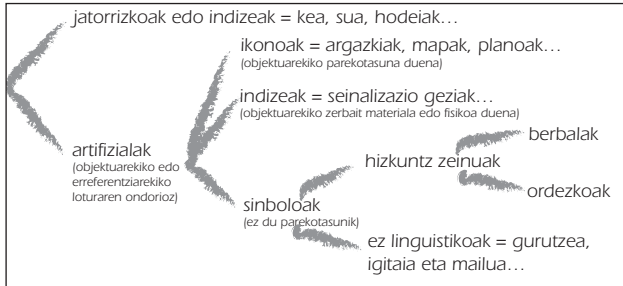 jatorrizkoak edo indizeak = kea, sua, hodeiak...
ikonoak = argazkiak, mapak, planoak...
(objektuarekiko parekotasuna duena)
indizeak = seinalizazio geziak...
(objektuarekiko zerbait materiala edo fisikoa duena)
artifizialak
(objektuarekiko edo
erreferentziarekiko
loturaren ondorioz)
sinboloak
(ez du parekotasunik)
hizkuntz zeinuak
berbalak
ordezkoak
ez linguistikoak = gurutzea,
igitaia eta mailua...